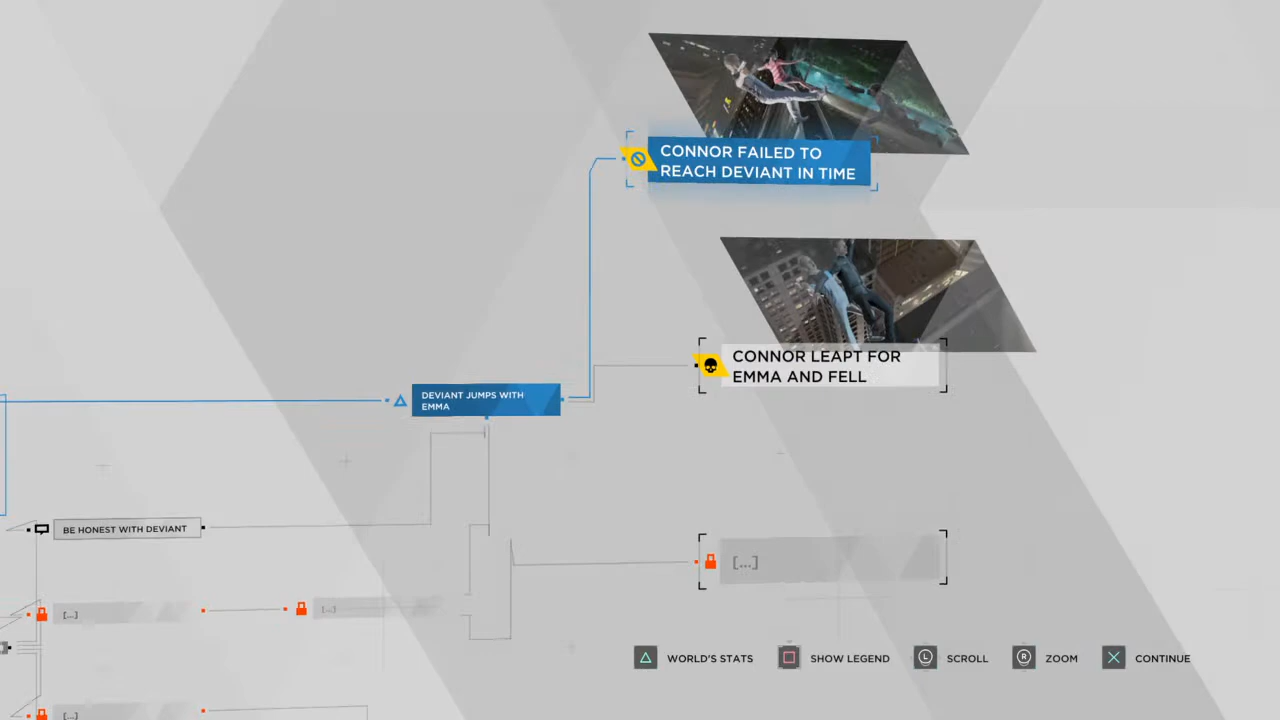 CONNOR FAILED TO
REACH DEVIANT IN TIME
CONNOR LEAPT FOR
EMMA AND FELL
DEVIANT JUMPS WITH
EMMA
BE HONEST WITH DEVIANT
[...]
[...]
[...]
[...]
WORLD'S STATS
SHOW LEGEND
L
SCROLL
R
ZOOM
CONTINUE